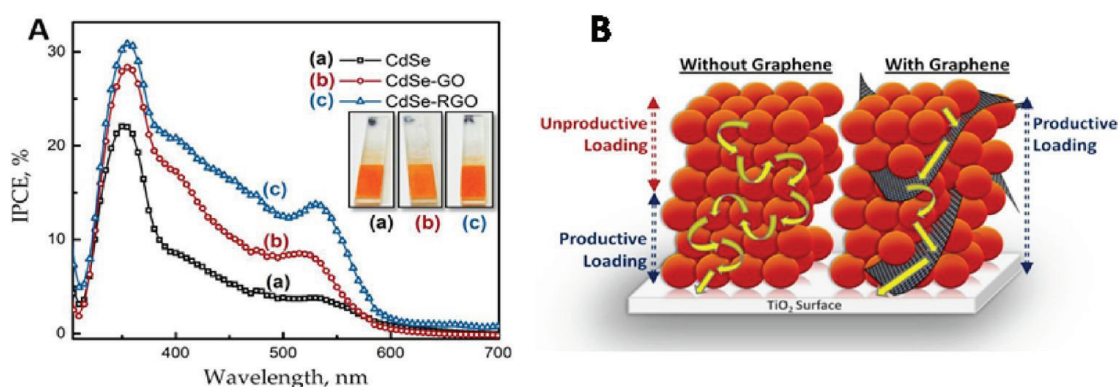 A
IPCE, %
30
20
10
0
400
500
600
700
Wavelength, nm
(a) CdSe
(b) CdSe-GO
(c) CdSe-RGO
(a) (b) (c)
(c)
(b)
(a)
B
Without Graphene
With Graphene
Unproductive
Loading
Productive
Loading
Productive
Loading
TiO2 Surface